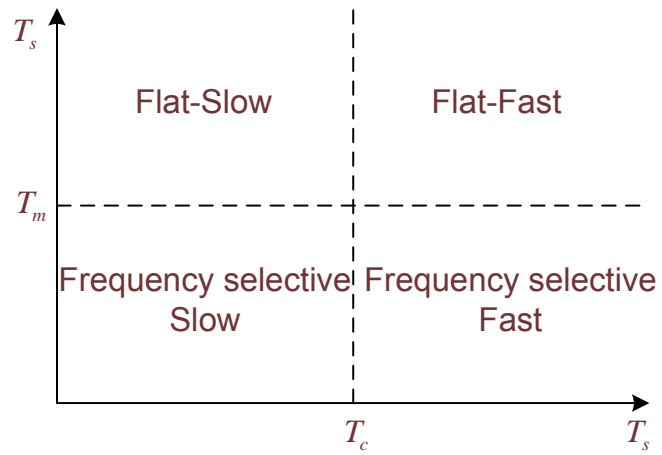 T_s
Flat-Slow
Flat-Fast
T_m
Frequency selective
Slow
Frequency selective
Fast
T_c
T_s